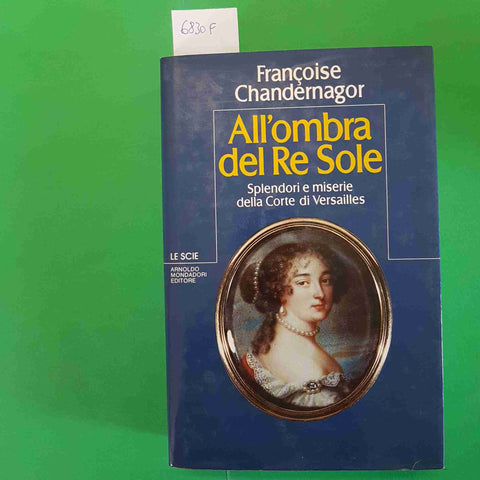 6830 F
Françoise
Chandernagor
All'ombra
del Re Sole
Splendori e miserie
della Corte di Versailles
LE SCIE
ARNOLDO
MONDADORI
EDITORE